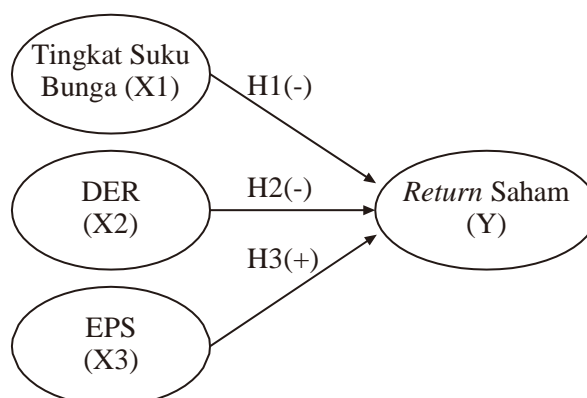 Tingkat Suku
Bunga (X1)
H1(-)
DER
(X2)
H2(-)
Return Saham
(Y)
H3(+)
EPS
(X3)